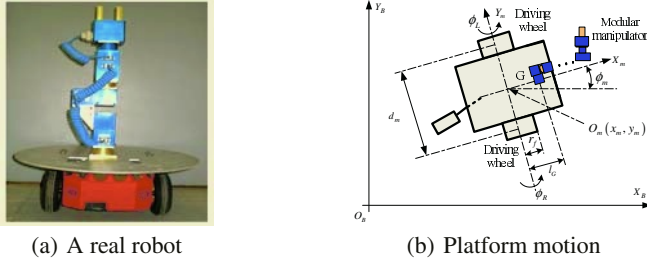 Y_B
ϕ_L
Y_m
Driving
wheel
Modular
manipulator
X_m
G
ϕ_m
d_m
O_m (x_m, y_m)
r_f
Driving
wheel
l_G
ϕ_R
X_B
O_B
(a) A real robot
(b) Platform motion